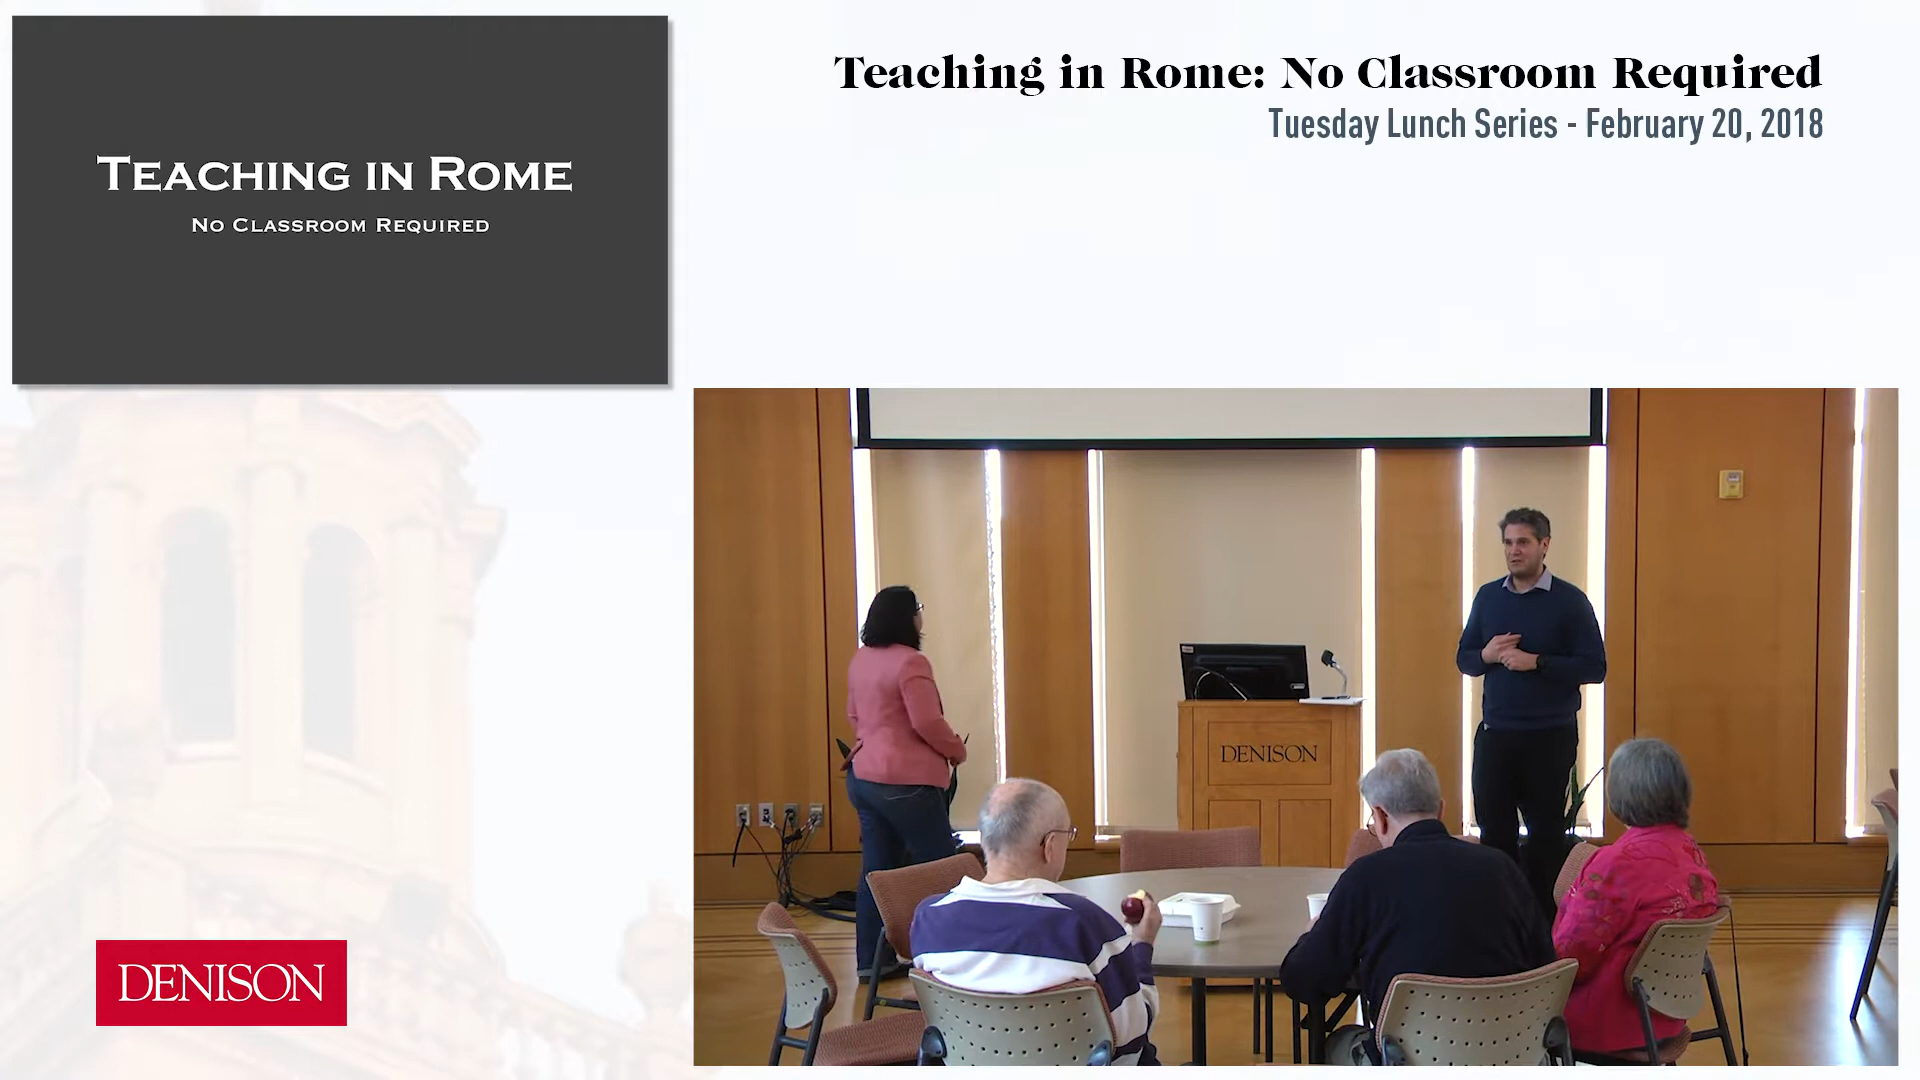 TEACHING IN ROME
NO CLASSROOM REQUIRED
Teaching in Rome: No Classroom Required
Tuesday Lunch Series - February 20, 2018
DENISON
DENISON